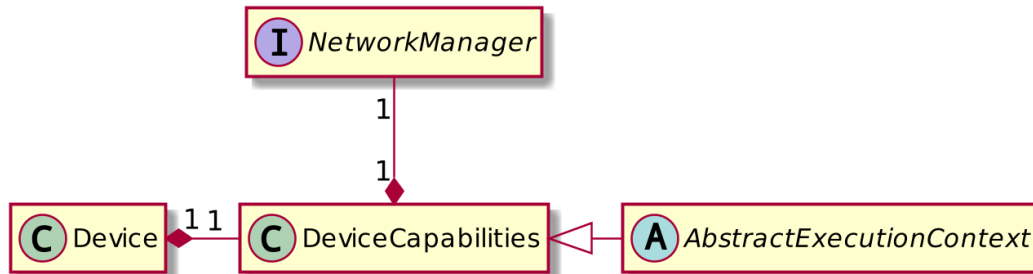 I NetworkManager
1
1
C Device
1 1
C DeviceCapabilities
A AbstractExecutionContext